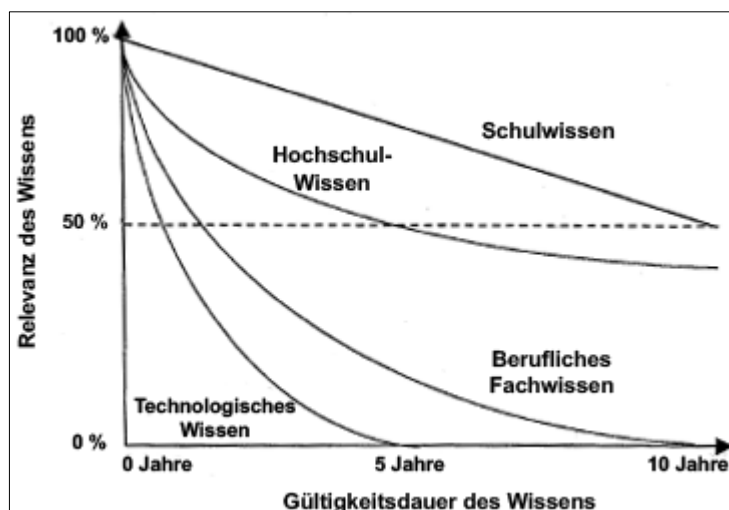 100 %
Schulwissen
Hochschul-
Wissen
50 %
Relevanz des Wissens
Berufliches
Fachwissen
Technologisches
Wissen
0 %
0 Jahre
5 Jahre
10 Jahre
Gültigkeitsdauer des Wissens